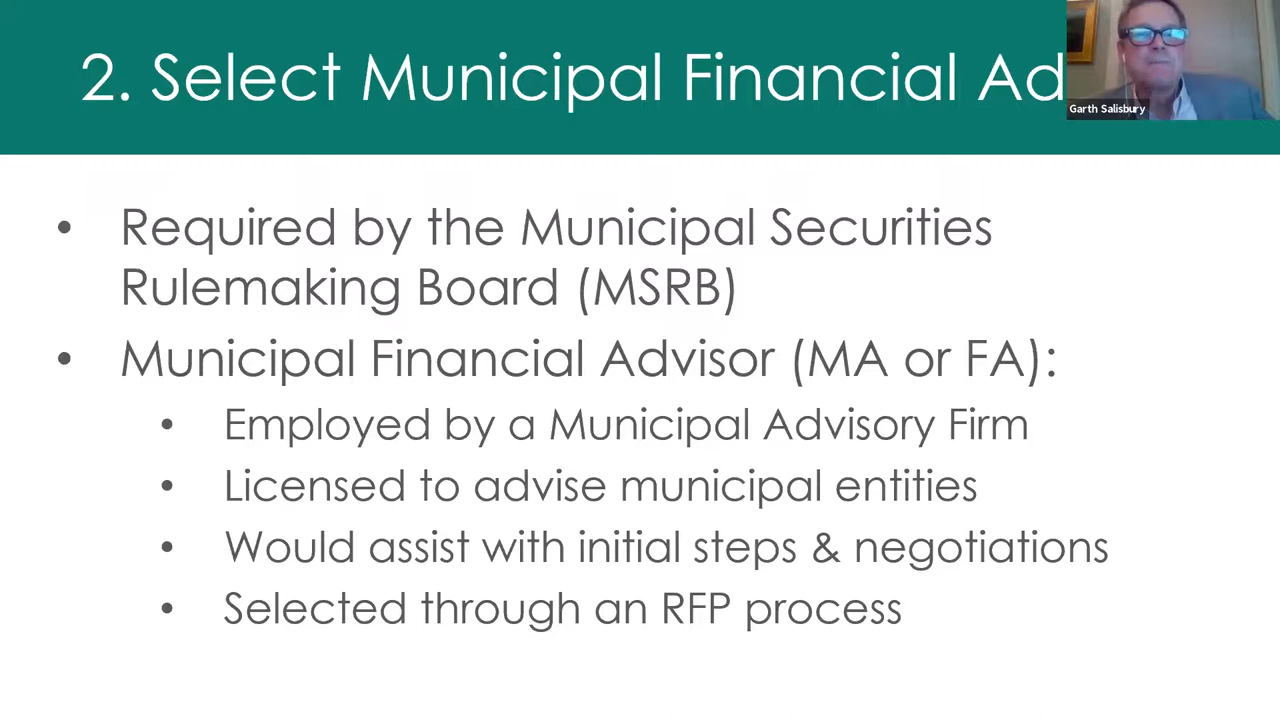 2. Select Municipal Financial Ad
Garth Salisbury
• Required by the Municipal Securities
Rulemaking Board (MSRB)
• Municipal Financial Advisor (MA or FA):
• Employed by a Municipal Advisory Firm
• Licensed to advise municipal entities
• Would assist with initial steps & negotiations
• Selected through an RFP process